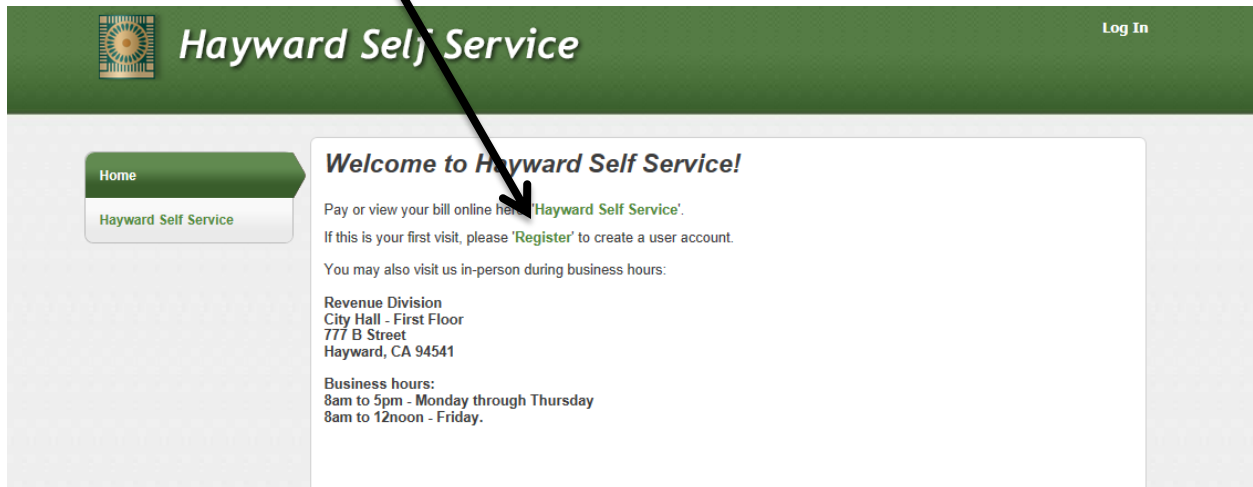 Hayward Self Service
Log In
Home
Hayward Self Service
Welcome to Hayward Self Service!
Pay or view your bill online here 'Hayward Self Service'.
If this is your first visit, please 'Register' to create a user account.
You may also visit us in-person during business hours:
Revenue Division
City Hall - First Floor
777 B Street
Hayward, CA 94541
Business hours:
8am to 5pm - Monday through Thursday
8am to 12noon - Friday.